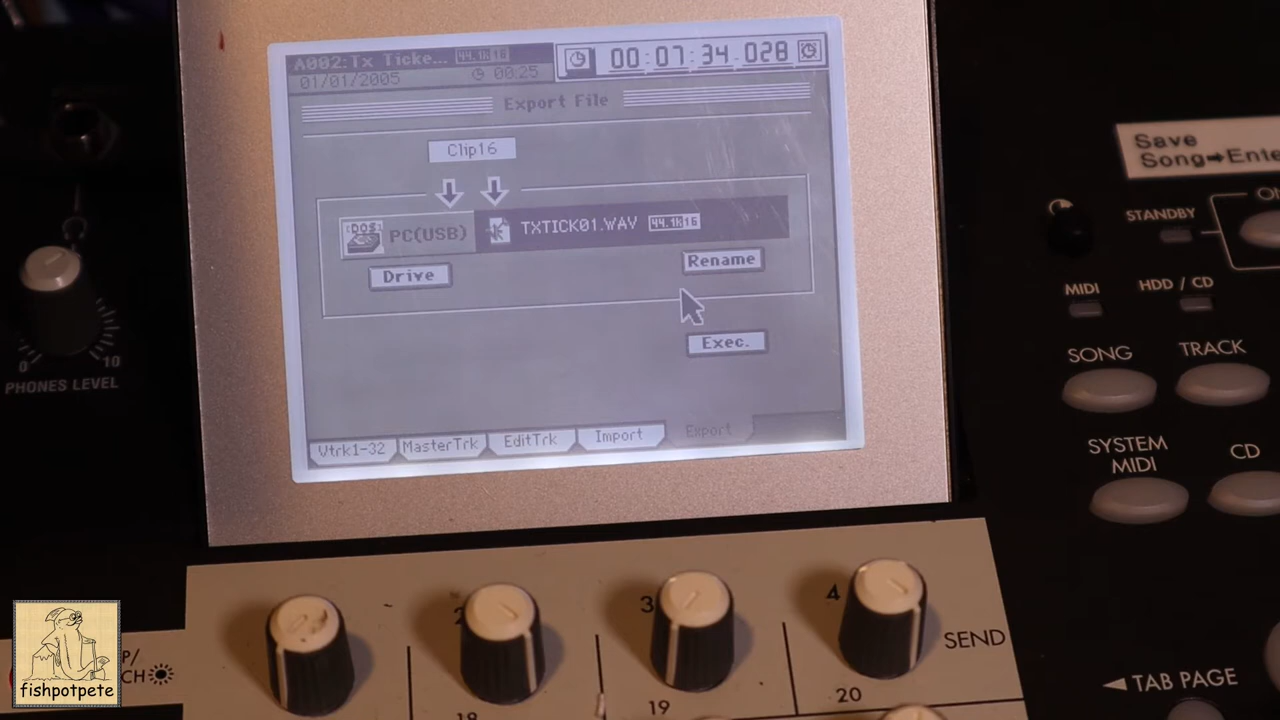 A002:Tx Ticke... 44.1k16
00:07:34.028
01/01/2005 00:25
Export File
Clip16
DOS
PC(USB)
TXTICK01.WAV 44.1k16
Drive
Rename
Exec.
Vtrk1-32
MasterTrk
EditTrk
Import
Export
0
10
PHONES LEVEL
Save
Song➡Ente
STANDBY
MIDI
HDD / CD
SONG
TRACK
SYSTEM
MIDI
CD
2
3
4
SEND
18
19
20
◄ TAB PAGE
fishpotpete